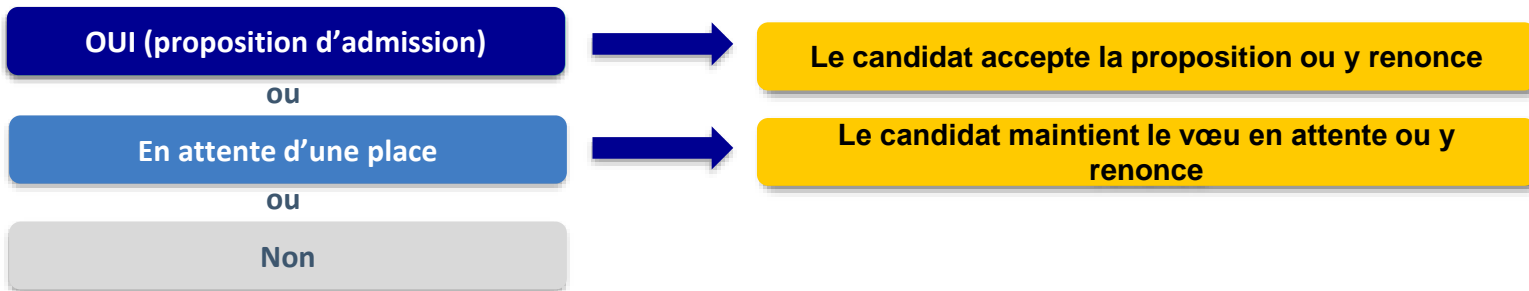 OUI (proposition d'admission)
Le candidat accepte la proposition ou y renonce
ou
En attente d'une place
Le candidat maintient le vœu en attente ou y
renonce
ou
Non